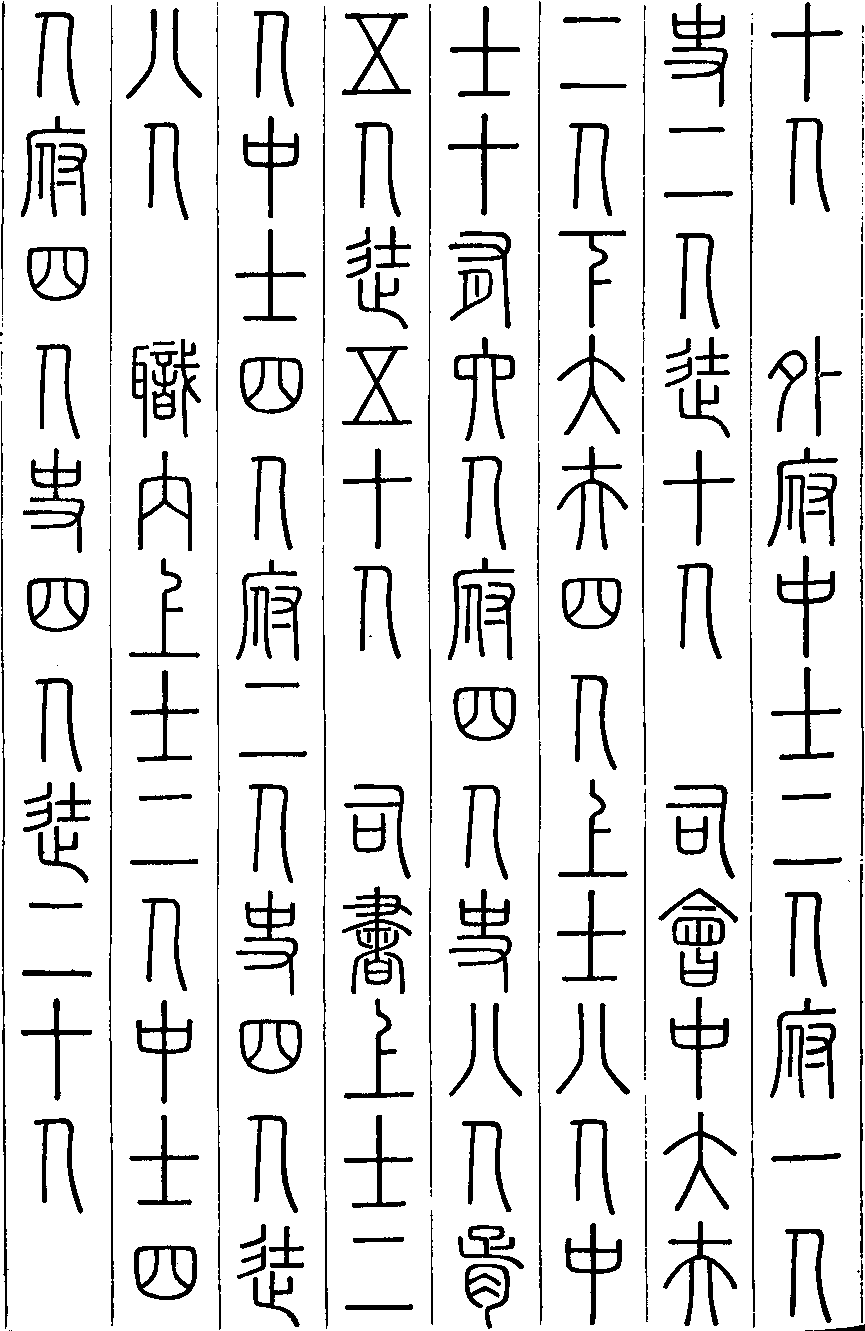 十人　外府中士二人府一人
史二人徒十人　司會中大夫
二人下大夫四人上士八人中
士十有六人府四人史八人胥
五人徒五十人　司書上士二
人中士四人府二人史四人徒
八人　職內上士二人中士四
人府四人史四人徒二十人